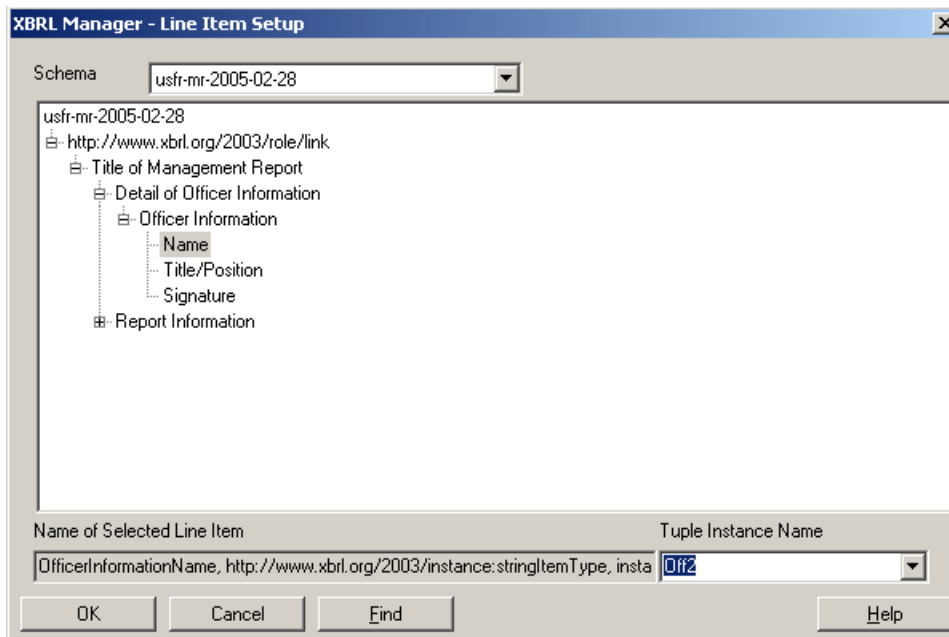 XBRL Manager - Line Item Setup
Schema
usfr-mr-2005-02-28
usfr-mr-2005-02-28
http://www.xbrl.org/2003/role/link
Title of Management Report
Detail of Officer Information
Officer Information
Name
Title/Position
Signature
Report Information
Name of Selected Line Item Tuple Instance Name
OfficerInformationName, http://www.xbrl.org/2003/instance:stringItemType, insta Off2
OK Cancel Find Help